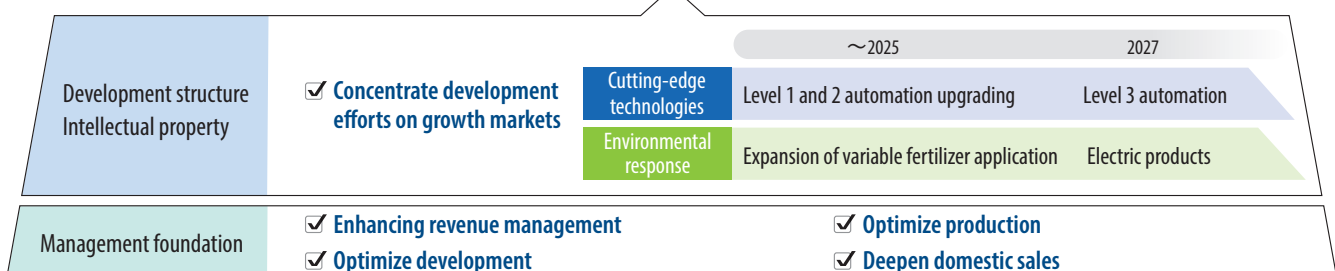 ～2025 2027
Development structure
Intellectual property
☑ Concentrate development
efforts on growth markets
Cutting-edge
technologies
Level 1 and 2 automation upgrading Level 3 automation
Environmental
response
Expansion of variable fertilizer application Electric products
Management foundation
☑ Enhancing revenue management
☑ Optimize development
☑ Optimize production
☑ Deepen domestic sales